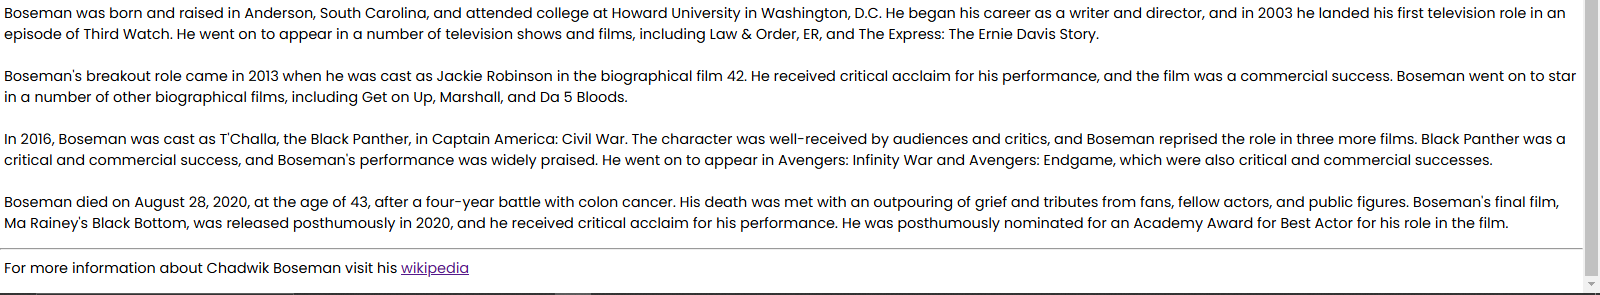 Boseman was born and raised in Anderson, South Carolina, and attended college at Howard University in Washington, D.C. He began his career as a writer and director, and in 2003 he landed his first television role in an
episode of Third Watch. He went on to appear in a number of television shows and films, including Law & Order, ER, and The Express: The Ernie Davis Story.
Boseman's breakout role came in 2013 when he was cast as Jackie Robinson in the biographical film 42. He received critical acclaim for his performance, and the film was a commercial success. Boseman went on to star
in a number of other biographical films, including Get on Up, Marshall, and Da 5 Bloods.
In 2016, Boseman was cast as T'Challa, the Black Panther, in Captain America: Civil War. The character was well-received by audiences and critics, and Boseman reprised the role in three more films. Black Panther was a
critical and commercial success, and Boseman's performance was widely praised. He went on to appear in Avengers: Infinity War and Avengers: Endgame, which were also critical and commercial successes.
Boseman died on August 28, 2020, at the age of 43, after a four-year battle with colon cancer. His death was met with an outpouring of grief and tributes from fans, fellow actors, and public figures. Boseman's final film,
Ma Rainey's Black Bottom, was released posthumously in 2020, and he received critical acclaim for his performance. He was posthumously nominated for an Academy Award for Best Actor for his role in the film.
For more information about Chadwik Boseman visit his wikipedia